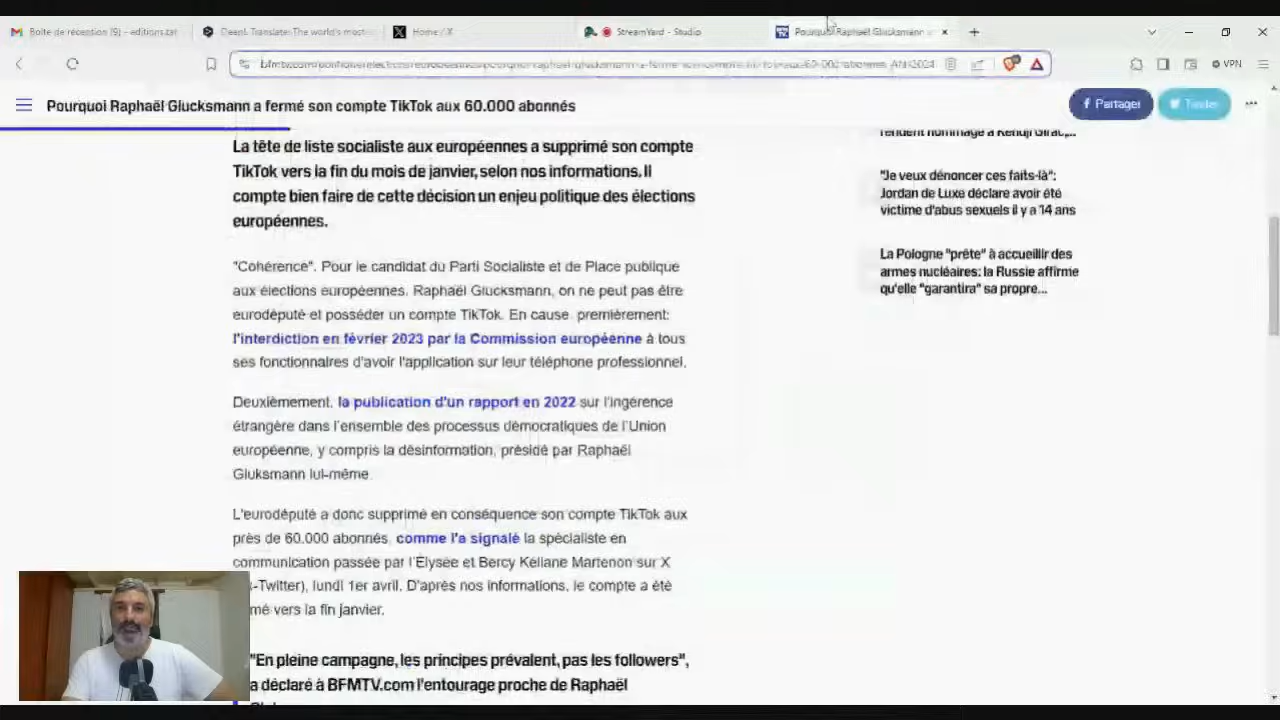 Boîte de réception (9) – editions.tar
DeepL Translate: The world's most
Home / X
StreamYard - Studio
Pourquoi Raphaël Glucksmann
VPN
Pourquoi Raphaël Glucksmann a fermé son compte TikTok aux 60.000 abonnés
Partager
La tête de liste socialiste aux européennes a supprimé son compte
TikTok vers la fin du mois de janvier, selon nos informations. Il
compte bien faire de cette décision un enjeu politique des élections
européennes.
"Cohérence". Pour le candidat du Parti Socialiste et de Place publique
aux élections européennes, Raphaël Glucksmann, on ne peut pas être
eurodéputé et posséder un compte TikTok. En cause, premièrement:
l'interdiction en février 2023 par la Commission européenne à tous
ses fonctionnaires d'avoir l'application sur leur téléphone professionnel.
Deuxièmement, la publication d'un rapport en 2022 sur l'ingérence
étrangère dans l'ensemble des processus démocratiques de l'Union
européenne, y compris la désinformation, présidé par Raphaël
Gluksmann lui-même.
L'eurodéputé a donc supprimé en conséquence son compte TikTok aux
près de 60.000 abonnés, comme l'a signalé la spécialiste en
communication passée par l'Élysée et Bercy Kéliane Martenon sur X
-Twitter), lundi 1er avril. D'après nos informations, le compte a été
mé vers la fin janvier.
"En pleine campagne, les principes prévalent, pas les followers",
a déclaré à BFMTV.com l'entourage proche de Raphaël
rendent hommage à Kendji Girac,...
"Je veux dénoncer ces faits-là":
Jordan de Luxe déclare avoir été
victime d'abus sexuels il y a 14 ans
La Pologne "prête" à accueillir des
armes nucléaires: la Russie affirme
qu'elle "garantira" sa propre...